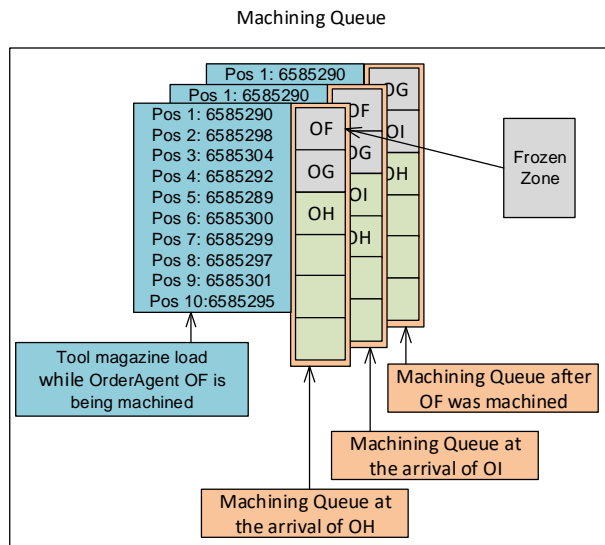 Machining Queue
Pos 1: 6585290
Pos 1: 6585290
Pos 1: 6585290
Pos 2: 6585298
Pos 3: 6585304
Pos 4: 6585292
Pos 5: 6585289
Pos 6: 6585300
Pos 7: 6585299
Pos 8: 6585297
Pos 9: 6585301
Pos 10:6585295
OF
OG
OH
OF
OG
OI
OH
OG
OI
OH
Frozen
Zone
Tool magazine load
while OrderAgent OF is
being machined
Machining Queue after
OF was machined
Machining Queue at
the arrival of OI
Machining Queue at
the arrival of OH